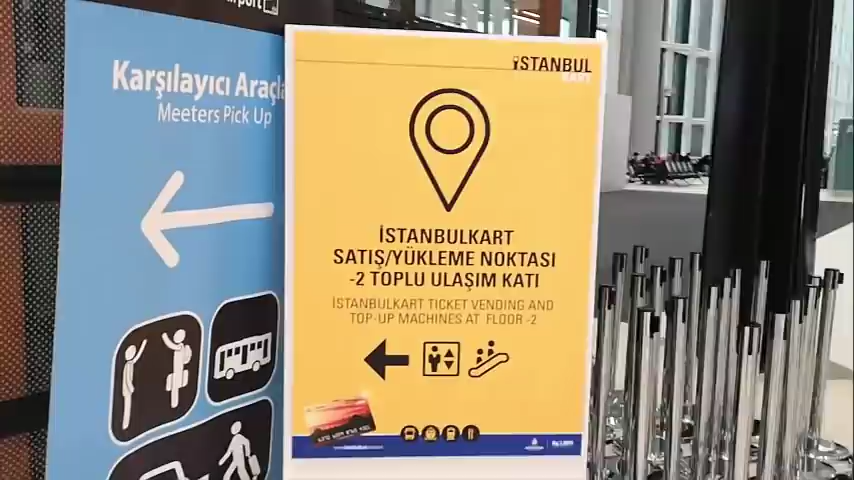 Karşılayıcı Araçla
Meeters Pick Up
İSTANBUL
KART
İSTANBULKART
SATIŞ/YÜKLEME NOKTASI
-2 TOPLU ULAŞIM KATI
İSTANBULKART TICKET VENDING AND
TOP-UP MACHINES AT FLOOR -2